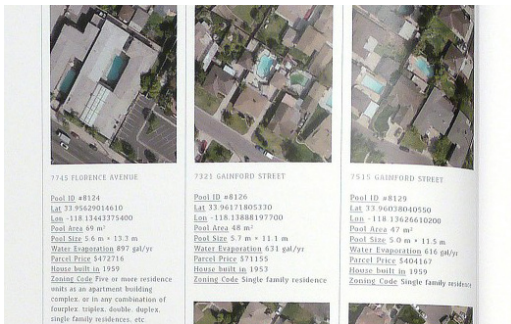 7745 FLORENCE AVENUE
Pool ID #8124
Lat 33.95629014610
Lon -118.13443375400
Pool Area 69 m²
Pool Size 5.6 m × 13.3 m
Water Evaporation 897 gal/yr
Parcel Price $472716
House built in 1959
Zoning Code Five or more residence
units as an apartment building
complex, or in any combination of
fourplex, triplex, double, duplex,
single family residences, etc
7321 GAINFORD STREET
Pool ID #8126
Lat 33.96171805330
Lon -118.13888197700
Pool Area 48 m²
Pool Size 5.7 m × 11.1 m
Water Evaporation 631 gal/yr
Parcel Price $71155
House built in 1953
Zoning Code Single family residence
7515 GAINFORD STREET
Pool ID #8129
Lat 33.96038040550
Lon -118.13626610200
Pool Area 47 m²
Pool Size 5.0 m × 11.5 m
Water Evaporation 616 gal/yr
Parcel Price $404167
House built in 1959
Zoning Code Single family residence